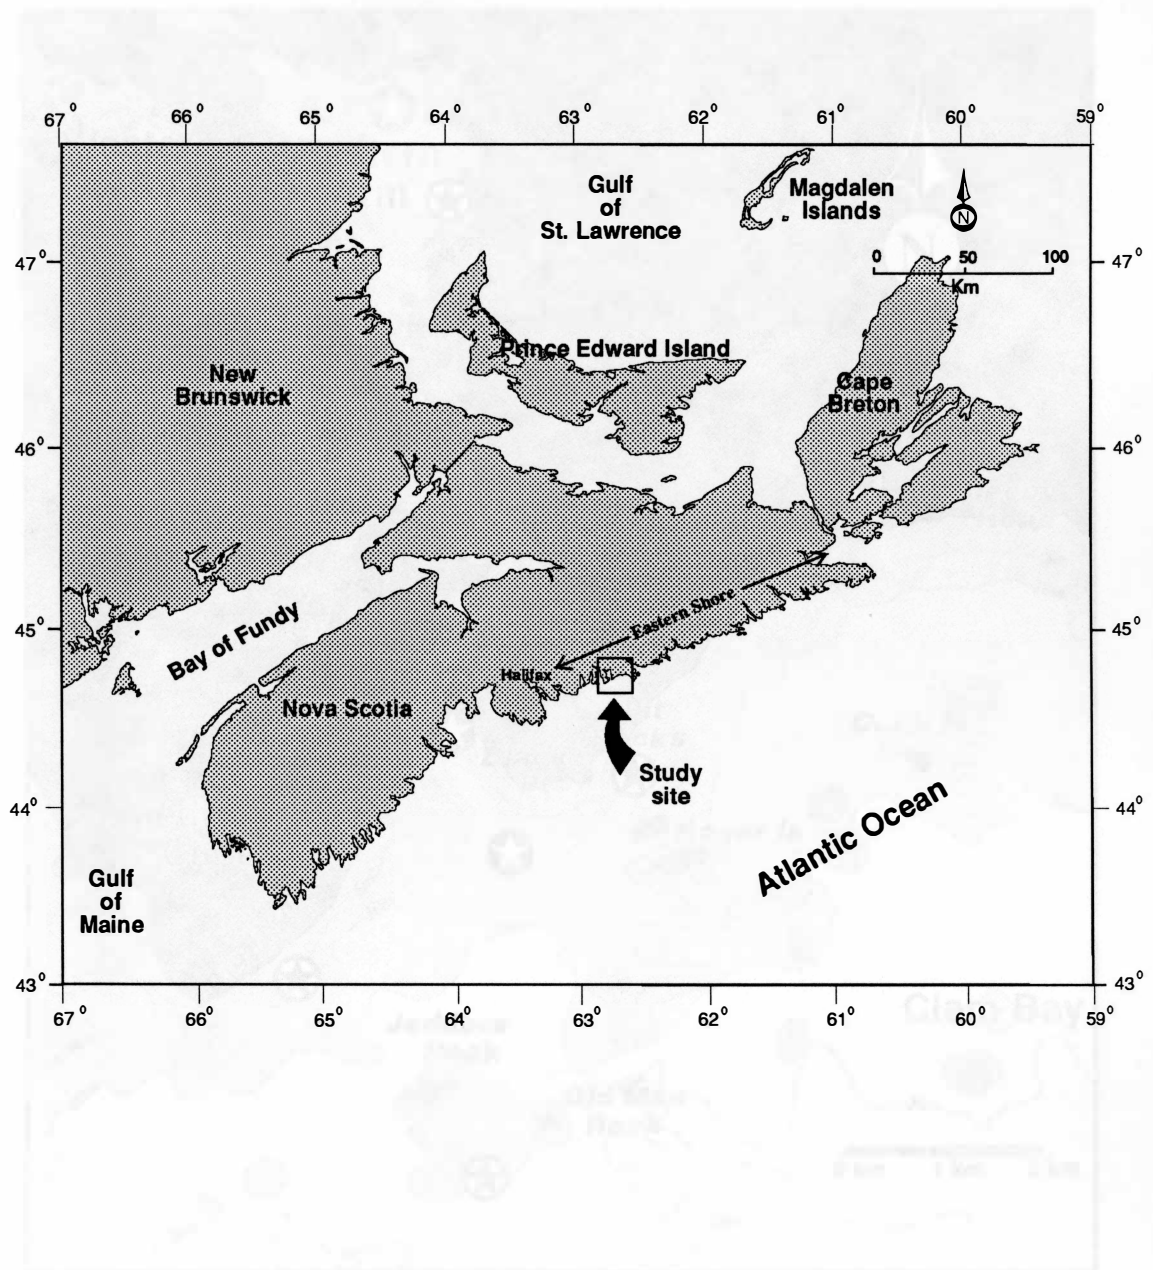 67° 66° 65° 64° 63° 62° 61° 60° 59°
Gulf
of
St. Lawrence
Magdalen
Islands
N
0 50 100
Km
47° 47°
Prince Edward Island
New
Brunswick
Cape
Breton
46° 46°
Eastern Shore
45° 45°
Bay of Fundy
Halifax
Nova Scotia
Study
site
44° 44°
Atlantic Ocean
Gulf
of
Maine
43° 43°
67° 66° 65° 64° 63° 62° 61° 60° 59°
Clam Bay